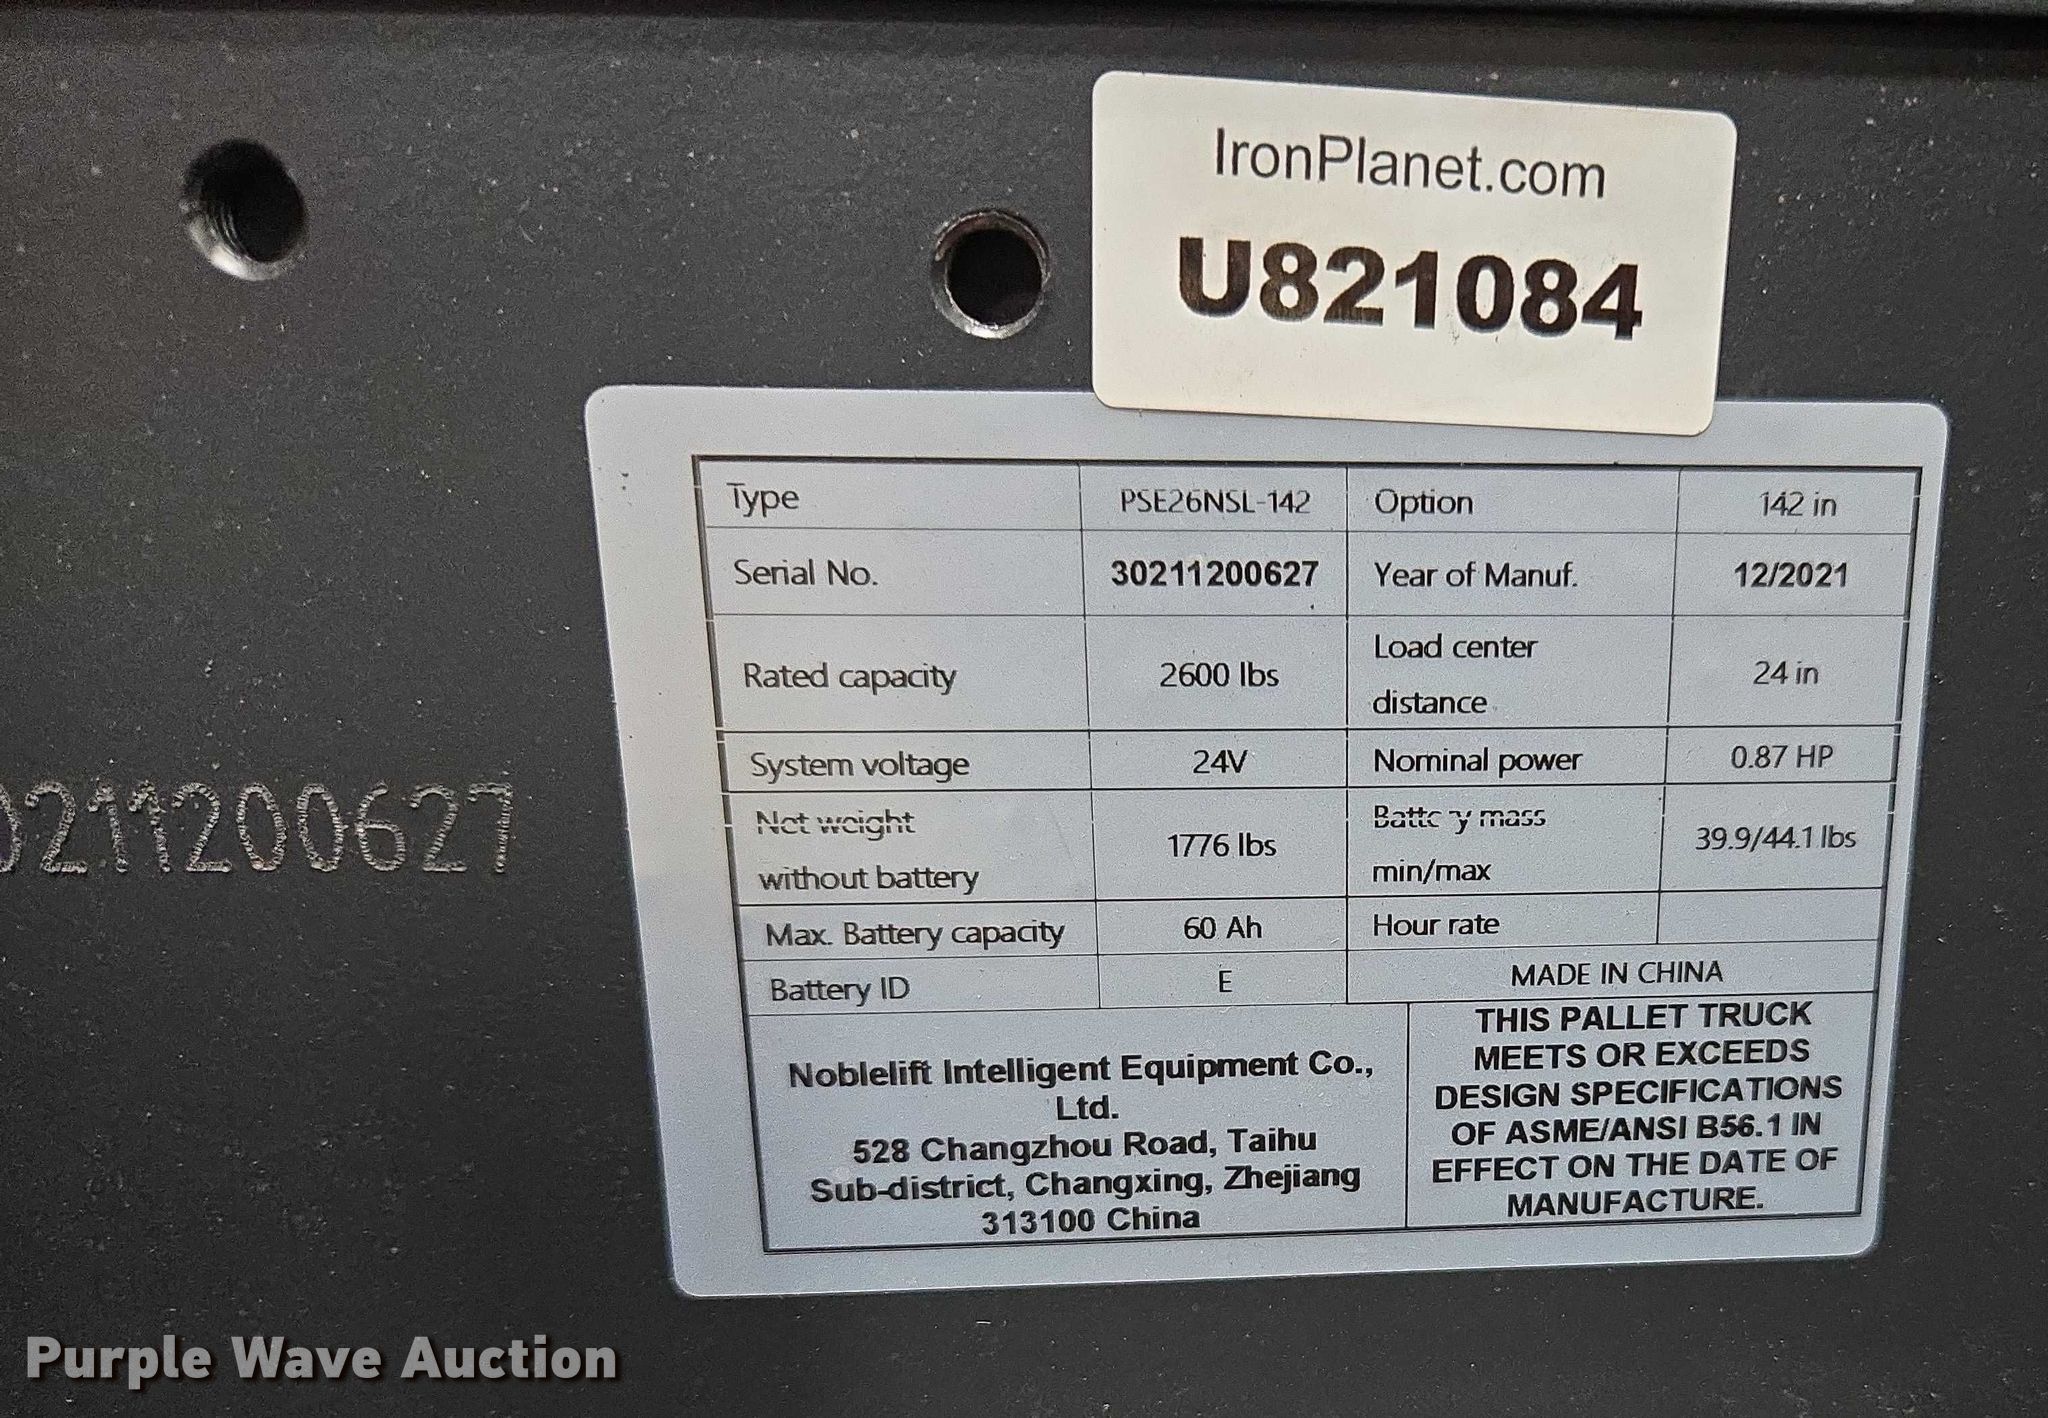 IronPlanet.com
U821084
Type PSE26NSL-142 Option 142 in
Serial No. 30211200627 Year of Manuf. 12/2021
Rated capacity 2600 lbs Load center distance 24 in
System voltage 24V Nominal power 0.87 HP
Net weight without battery 1776 lbs Battery mass min/max 39.9/44.1 lbs
Max. Battery capacity 60 Ah Hour rate
Battery ID E MADE IN CHINA
Noblelift Intelligent Equipment Co.,
Ltd.
528 Changzhou Road, Taihu
Sub-district, Changxing, Zhejiang
313100 China
THIS PALLET TRUCK
MEETS OR EXCEEDS
DESIGN SPECIFICATIONS
OF ASME/ANSI B56.1 IN
EFFECT ON THE DATE OF
MANUFACTURE.
0211200627
Purple Wave Auction